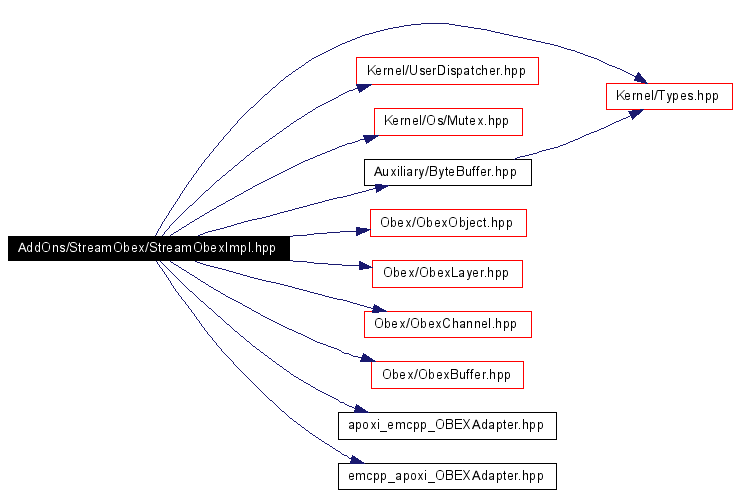 Kernel/UserDispatcher.hpp
Kernel/Types.hpp
Kernel/Os/Mutex.hpp
Auxiliary/ByteBuffer.hpp
Obex/ObexObject.hpp
AddOns/StreamObex/StreamObexImpl.hpp
Obex/ObexLayer.hpp
Obex/ObexChannel.hpp
Obex/ObexBuffer.hpp
apoxi_emcpp_OBEXAdapter.hpp
emcpp_apoxi_OBEXAdapter.hpp